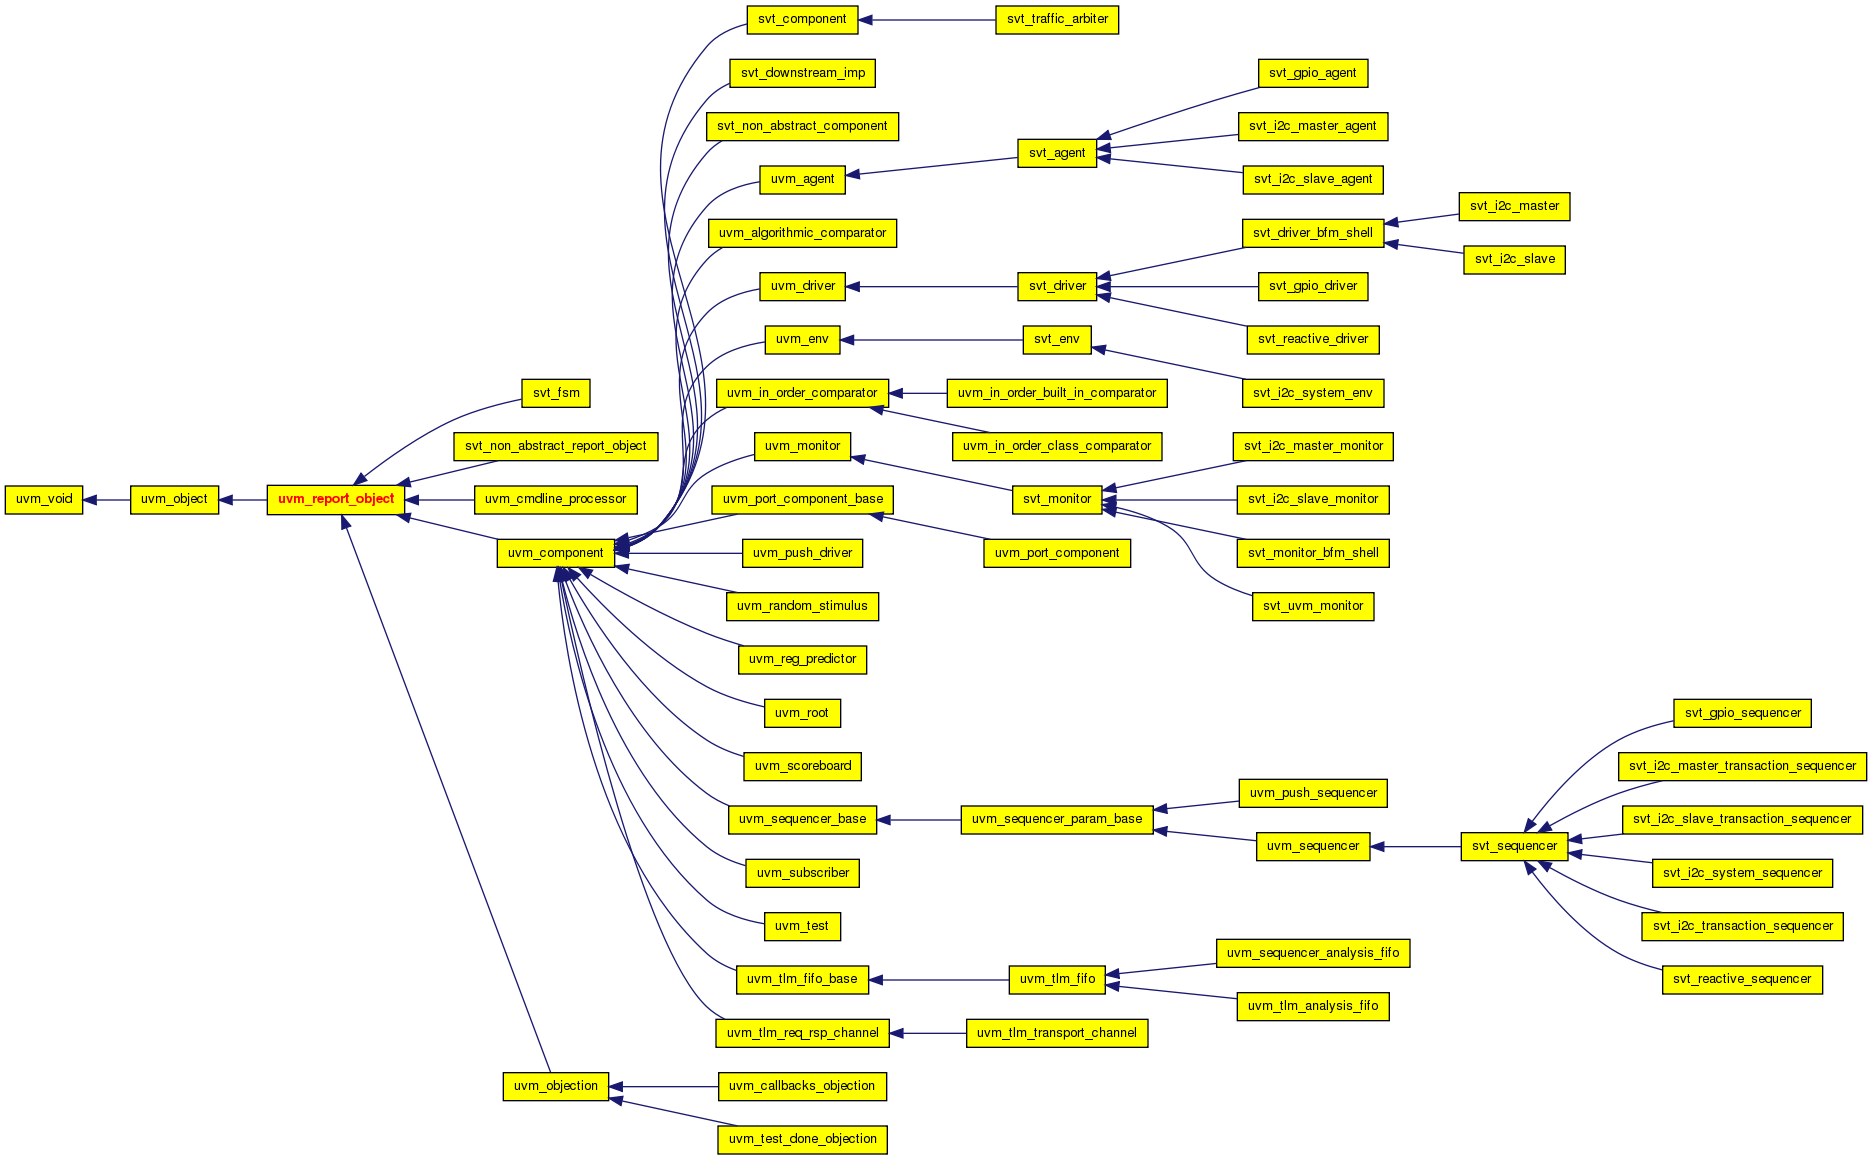 svt_component
svt_traffic_arbiter
svt_downstream_imp
svt_gpio_agent
svt_non_abstract_component
svt_i2c_master_agent
svt_agent
uvm_agent
svt_i2c_slave_agent
svt_i2c_master
uvm_algorithmic_comparator
svt_driver_bfm_shell
svt_i2c_slave
uvm_driver
svt_driver
svt_gpio_driver
uvm_env
svt_env
svt_reactive_driver
svt_fsm
uvm_in_order_comparator
uvm_in_order_built_in_comparator
svt_i2c_system_env
svt_non_abstract_report_object
uvm_monitor
uvm_in_order_class_comparator
svt_i2c_master_monitor
uvm_void
uvm_object
uvm_report_object
uvm_cmdline_processor
uvm_port_component_base
svt_monitor
svt_i2c_slave_monitor
uvm_component
uvm_push_driver
uvm_port_component
svt_monitor_bfm_shell
uvm_random_stimulus
svt_uvm_monitor
uvm_reg_predictor
uvm_root
svt_gpio_sequencer
uvm_scoreboard
svt_i2c_master_transaction_sequencer
uvm_push_sequencer
uvm_sequencer_base
uvm_sequencer_param_base
svt_i2c_slave_transaction_sequencer
uvm_sequencer
svt_sequencer
uvm_subscriber
svt_i2c_system_sequencer
uvm_test
svt_i2c_transaction_sequencer
uvm_sequencer_analysis_fifo
uvm_tlm_fifo_base
uvm_tlm_fifo
svt_reactive_sequencer
uvm_tlm_analysis_fifo
uvm_tlm_req_rsp_channel
uvm_tlm_transport_channel
uvm_objection
uvm_callbacks_objection
uvm_test_done_objection